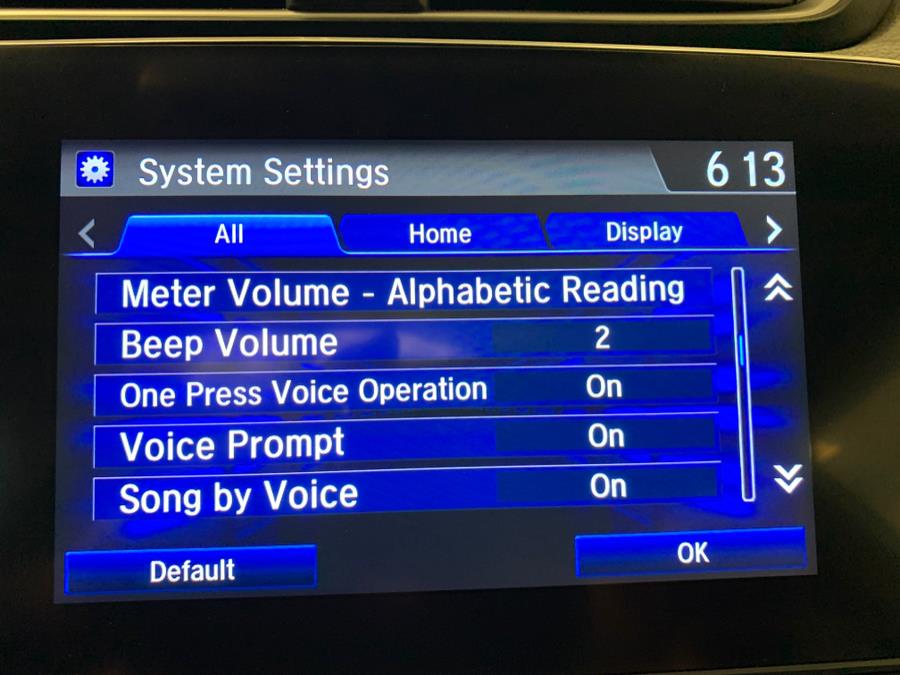 System Settings
6 13
All
Home
Display
Meter Volume - Alphabetic Reading
Beep Volume 2
One Press Voice Operation On
Voice Prompt On
Song by Voice On
Default
OK